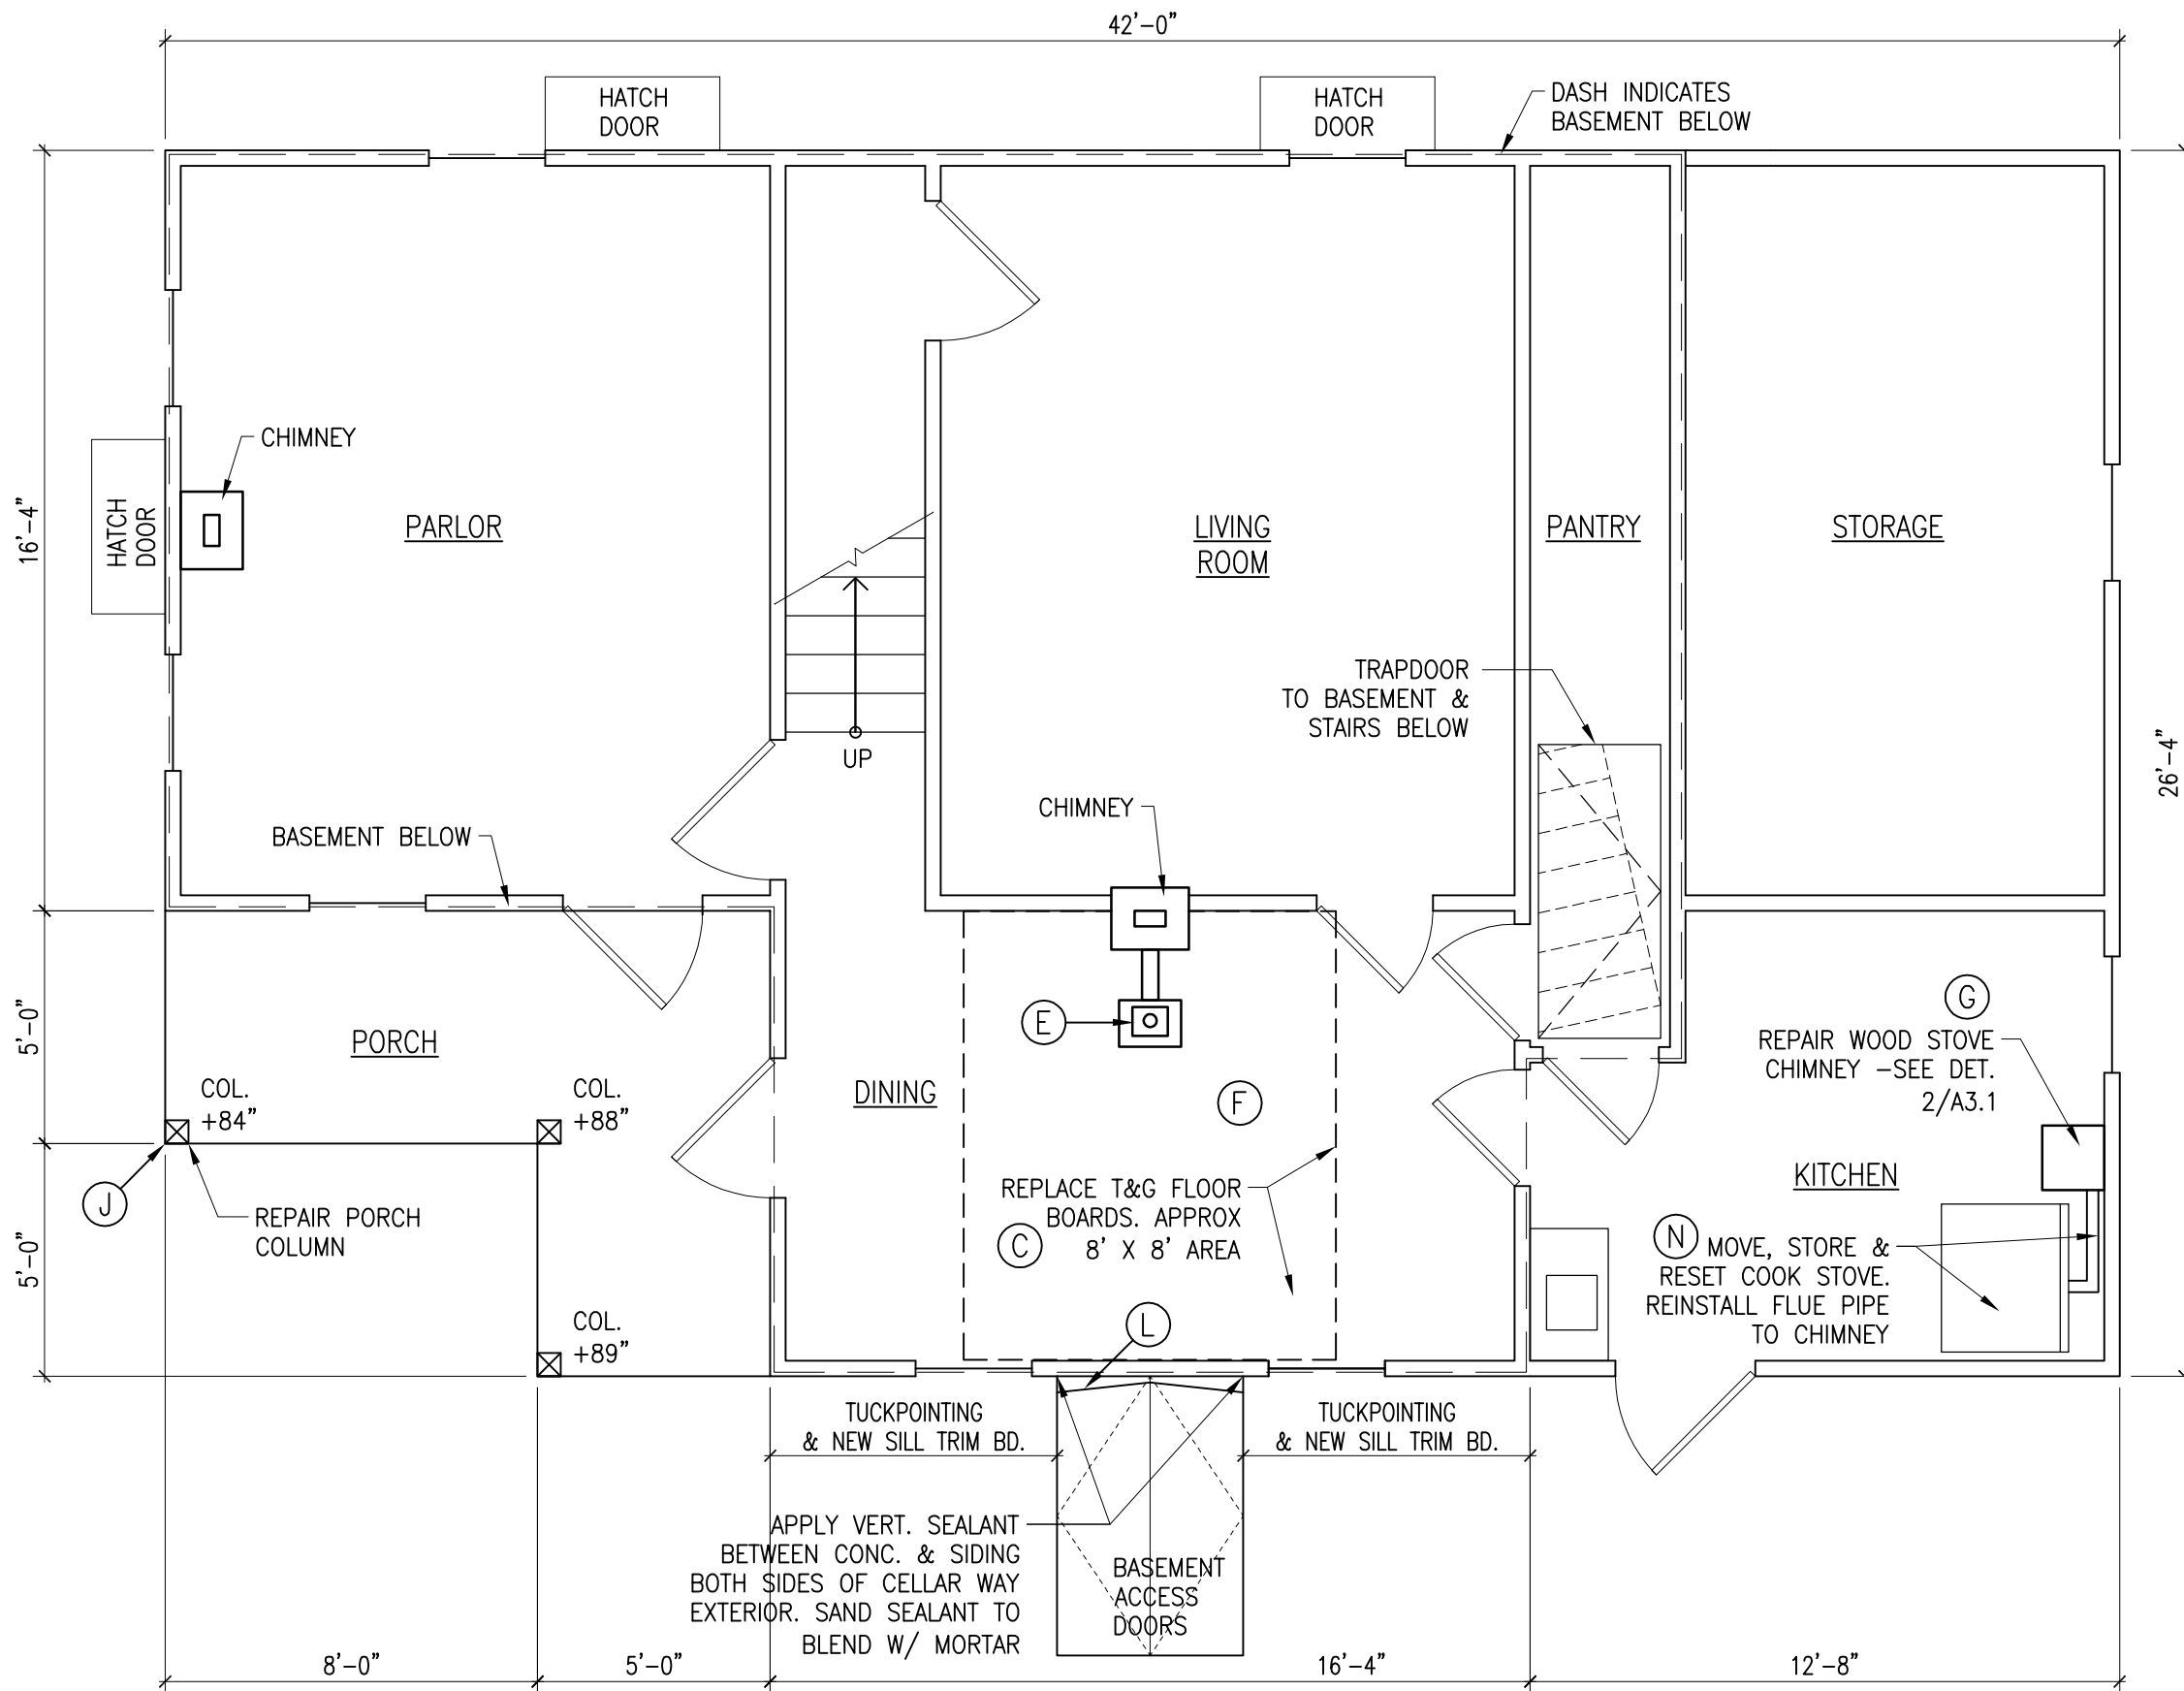 42'-0"
HATCH
DOOR
HATCH
DOOR
DASH INDICATES
BASEMENT BELOW
CHIMNEY
HATCH
DOOR
16'-4"
PARLOR
LIVING
ROOM
PANTRY
STORAGE
TRAPDOOR
TO BASEMENT &
STAIRS BELOW
UP
26'-4"
CHIMNEY
BASEMENT BELOW
5'-0"
PORCH
E
G
REPAIR WOOD STOVE
CHIMNEY -SEE DET.
2/A3.1
COL.
+84"
COL.
+88"
DINING
F
J
REPAIR PORCH
COLUMN
REPLACE T&G FLOOR
BOARDS. APPROX
8' X 8' AREA
C
KITCHEN
N
MOVE, STORE &
RESET COOK STOVE.
REINSTALL FLUE PIPE
TO CHIMNEY
5'-0"
COL.
+89"
L
TUCKPOINTING
& NEW SILL TRIM BD.
TUCKPOINTING
& NEW SILL TRIM BD.
APPLY VERT. SEALANT
BETWEEN CONC. & SIDING
BOTH SIDES OF CELLAR WAY
EXTERIOR. SAND SEALANT TO
BLEND W/ MORTAR
BASEMENT
ACCESS
DOORS
8'-0"
5'-0"
16'-4"
12'-8"